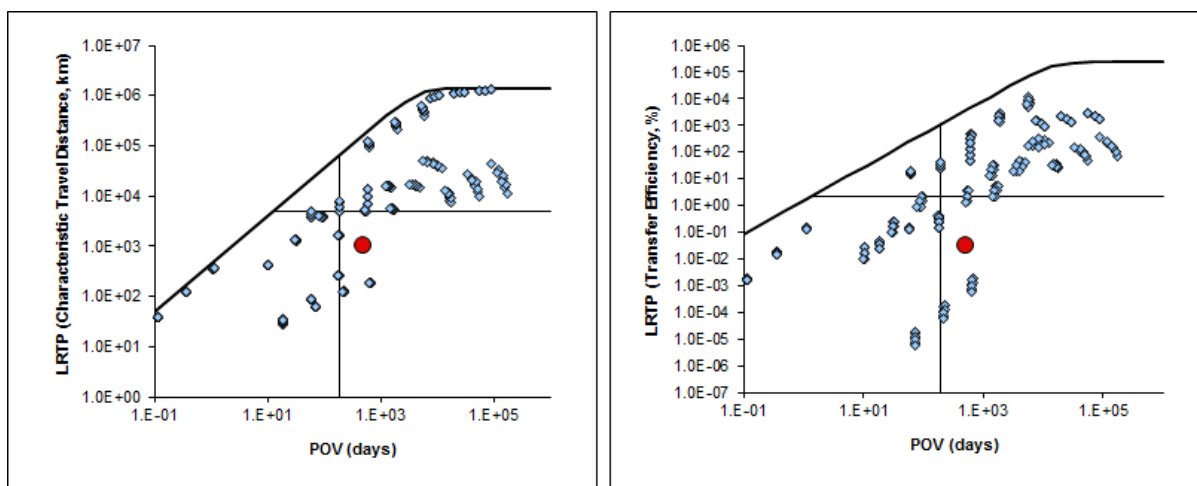 LRTP (Characteristic Travel Distance, km)
1.0E+07
1.0E+06
1.0E+05
1.0E+04
1.0E+03
1.0E+02
1.0E+01
1.0E+00
1.E-01
1.E+01
1.E+03
1.E+05
POV (days)
LRTP (Transfer Efficiency, %)
1.0E+06
1.0E+05
1.0E+04
1.0E+03
1.0E+02
1.0E+01
1.0E+00
1.0E-01
1.0E-02
1.0E-03
1.0E-04
1.0E-05
1.0E-06
1.0E-07
1.E-01
1.E+01
1.E+03
1.E+05
POV (days)